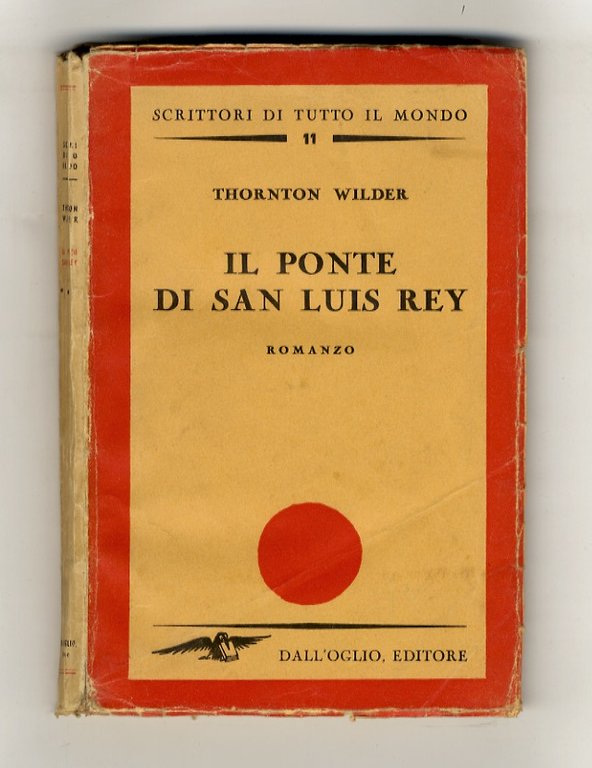 SCRITTORI DI TUTTO IL MONDO
11
THORNTON WILDER
IL PONTE
DI SAN LUIS REY
ROMANZO
DALL'OGLIO, EDITORE